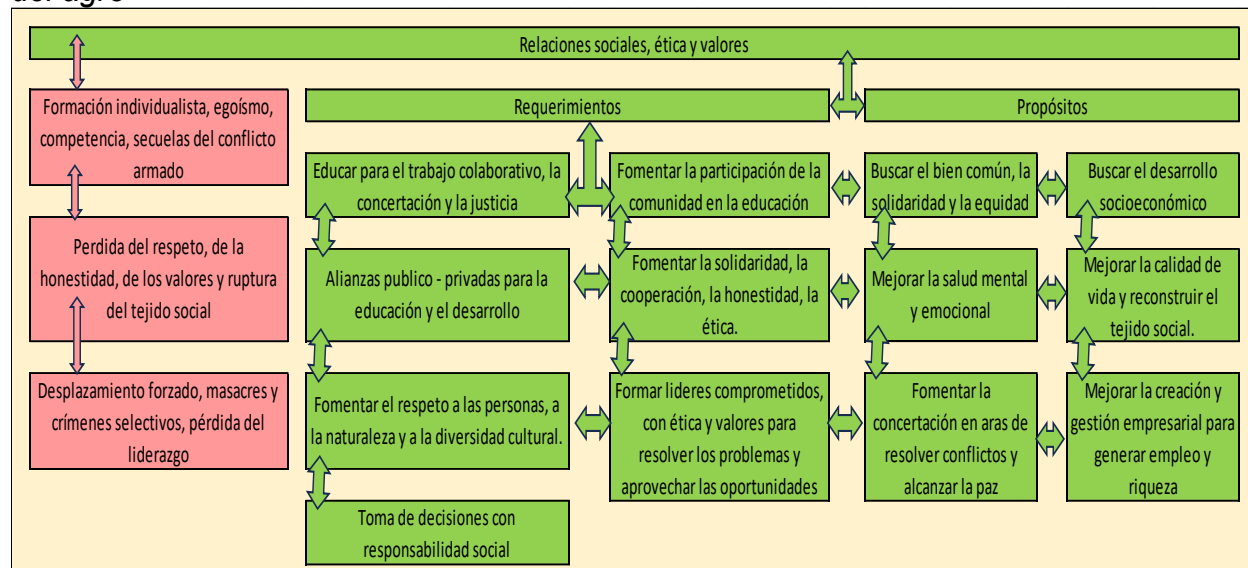 del agro
Relaciones sociales, ética y valores
Formación individualista, egoísmo,
competencia, secuelas del conflicto
armado
Requerimientos
Propósitos
Educar para el trabajo colaborativo, la
concertación y la justicia
Fomentar la participación de la
comunidad en la educación
Buscar el bien común, la
solidaridad y la equidad
Buscar el desarrollo
socioeconómico
Perdida del respeto, de la
honestidad, de los valores y ruptura
del tejido social
Alianzas publico - privadas para la
educación y el desarrollo
Fomentar la solidaridad, la
cooperación, la honestidad, la
ética.
Mejorar la salud mental
y emocional
Mejorar la calidad de
vida y reconstruir el
tejido social.
Desplazamiento forzado, masacres y
crímenes selectivos, pérdida del
liderazgo
Fomentar el respeto a las personas, a
la naturaleza y a la diversidad cultural.
Formar lideres comprometidos,
con ética y valores para
resolver los problemas y
aprovechar las oportunidades
Fomentar la
concertación en aras de
resolver conflictos y
alcanzar la paz
Mejorar la creación y
gestión empresarial para
generar empleo y
riqueza
Toma de decisiones con
responsabilidad social